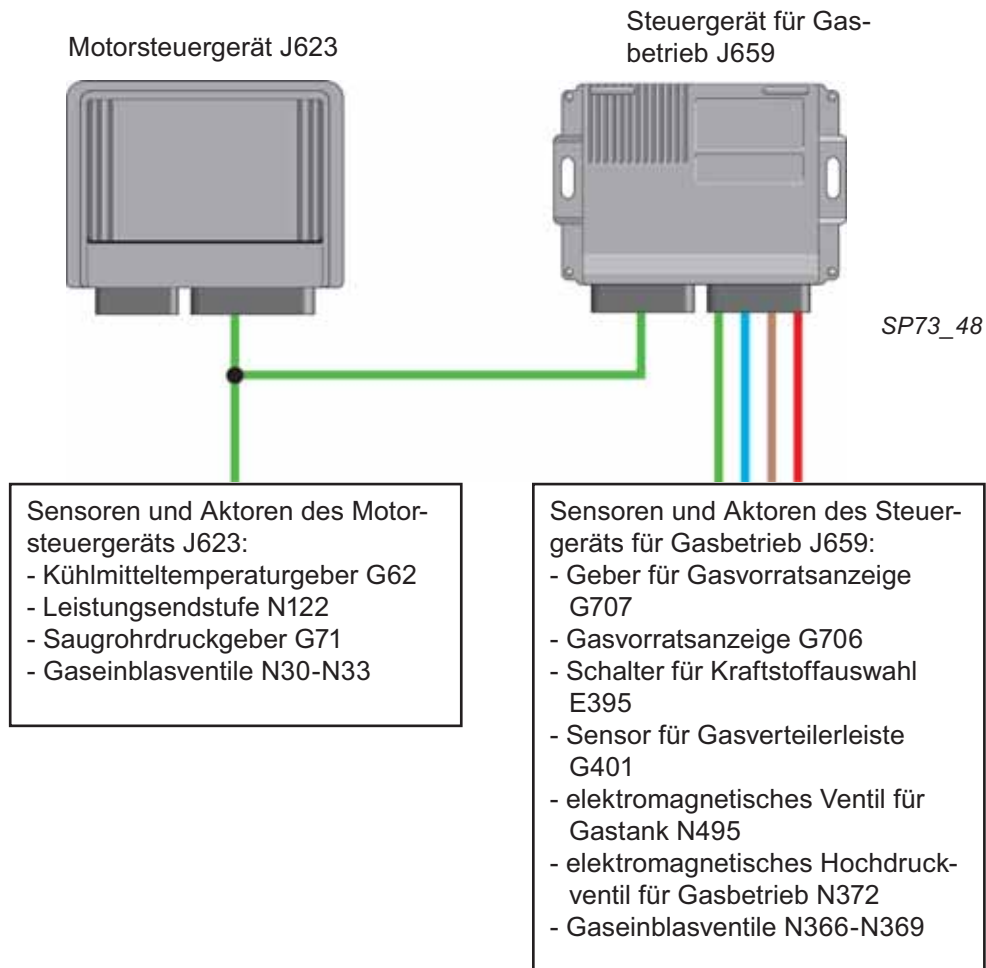 Motorsteuergerät J623
Steuergerät für Gas-
betrieb J659
SP73_48
Sensoren und Aktoren des Motor-
steuergeräts J623:
- Kühlmitteltemperaturgeber G62
- Leistungsendstufe N122
- Saugrohrdruckgeber G71
- Gaseinblasventile N30-N33
Sensoren und Aktoren des Steuer-
geräts für Gasbetrieb J659:
- Geber für Gasvorratsanzeige
G707
- Gasvorratsanzeige G706
- Schalter für Kraftstoffauswahl
E395
- Sensor für Gasverteilerleiste
G401
- elektromagnetisches Ventil für
Gastank N495
- elektromagnetisches Hochdruck-
ventil für Gasbetrieb N372
- Gaseinblasventile N366-N369